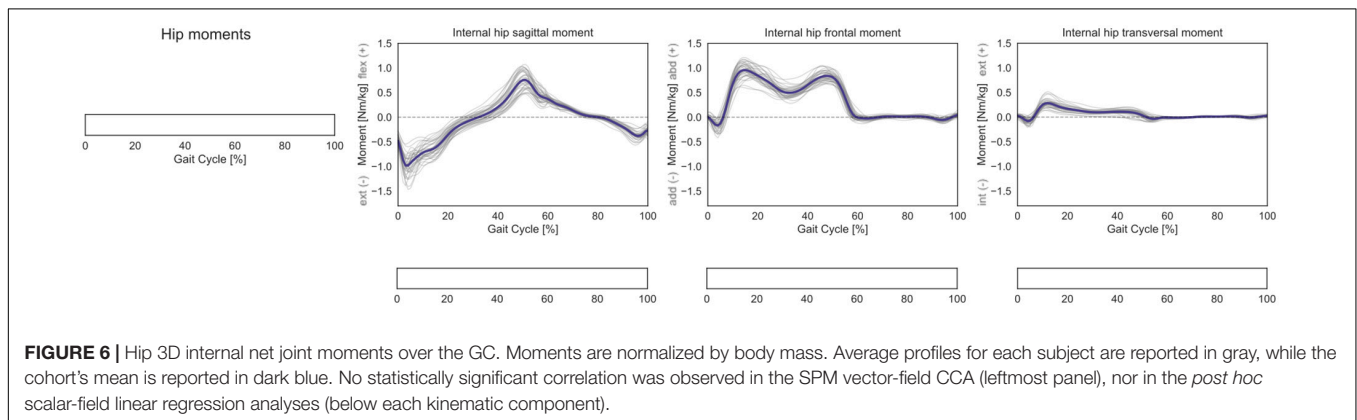 Hip moments
0 20 40 60 80 100
Gait Cycle [%]
Internal hip sagittal moment
ext (-) Moment [Nm/kg] flex (+)
1.5
1.0
0.5
0.0
−0.5
−1.0
−1.5
0 20 40 60 80 100
Gait Cycle [%]
0 20 40 60 80 100
Internal hip frontal moment
add (-) Moment [Nm/kg] abd (+)
1.5
1.0
0.5
0.0
−0.5
−1.0
−1.5
0 20 40 60 80 100
Gait Cycle [%]
0 20 40 60 80 100
Internal hip transversal moment
int (-) Moment [Nm/kg] ext (+)
1.5
1.0
0.5
0.0
−0.5
−1.0
−1.5
0 20 40 60 80 100
Gait Cycle [%]
0 20 40 60 80 100
FIGURE 6 | Hip 3D internal net joint moments over the GC. Moments are normalized by body mass. Average profiles for each subject are reported in gray, while the
cohort's mean is reported in dark blue. No statistically significant correlation was observed in the SPM vector-field CCA (leftmost panel), nor in the post hoc
scalar-field linear regression analyses (below each kinematic component).